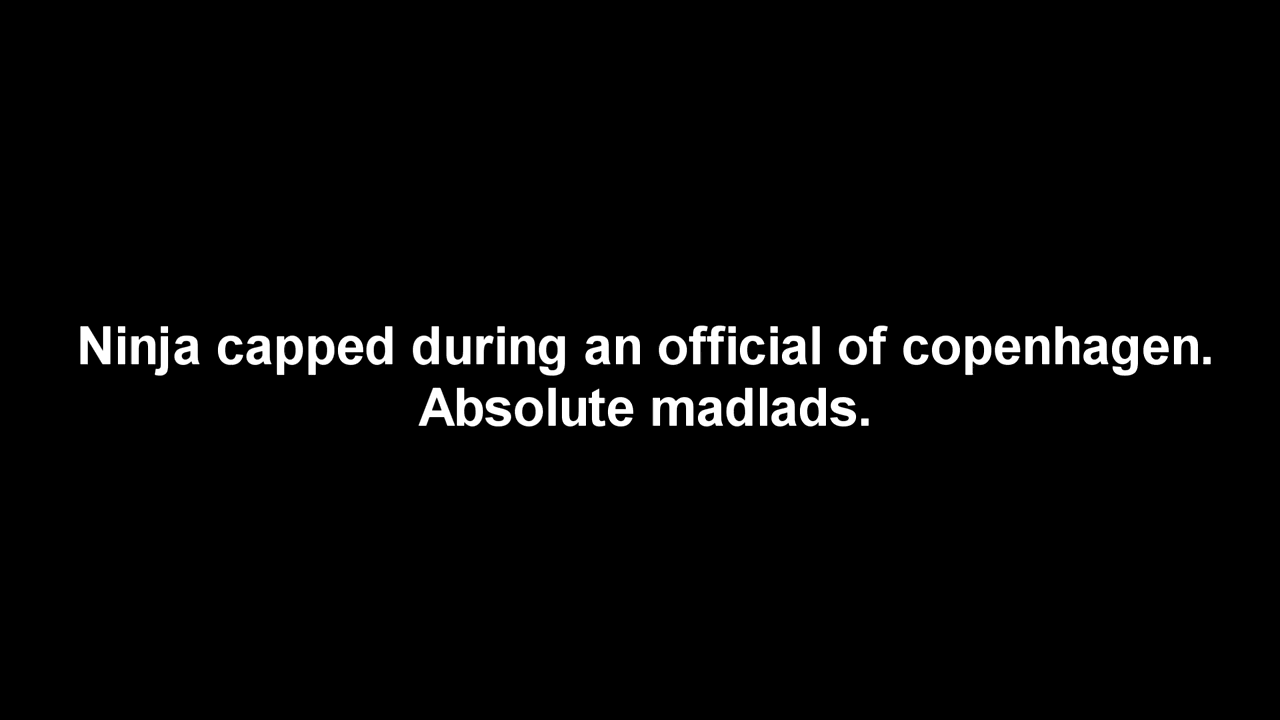 Ninja capped during an official of copenhagen.
Absolute madlads.